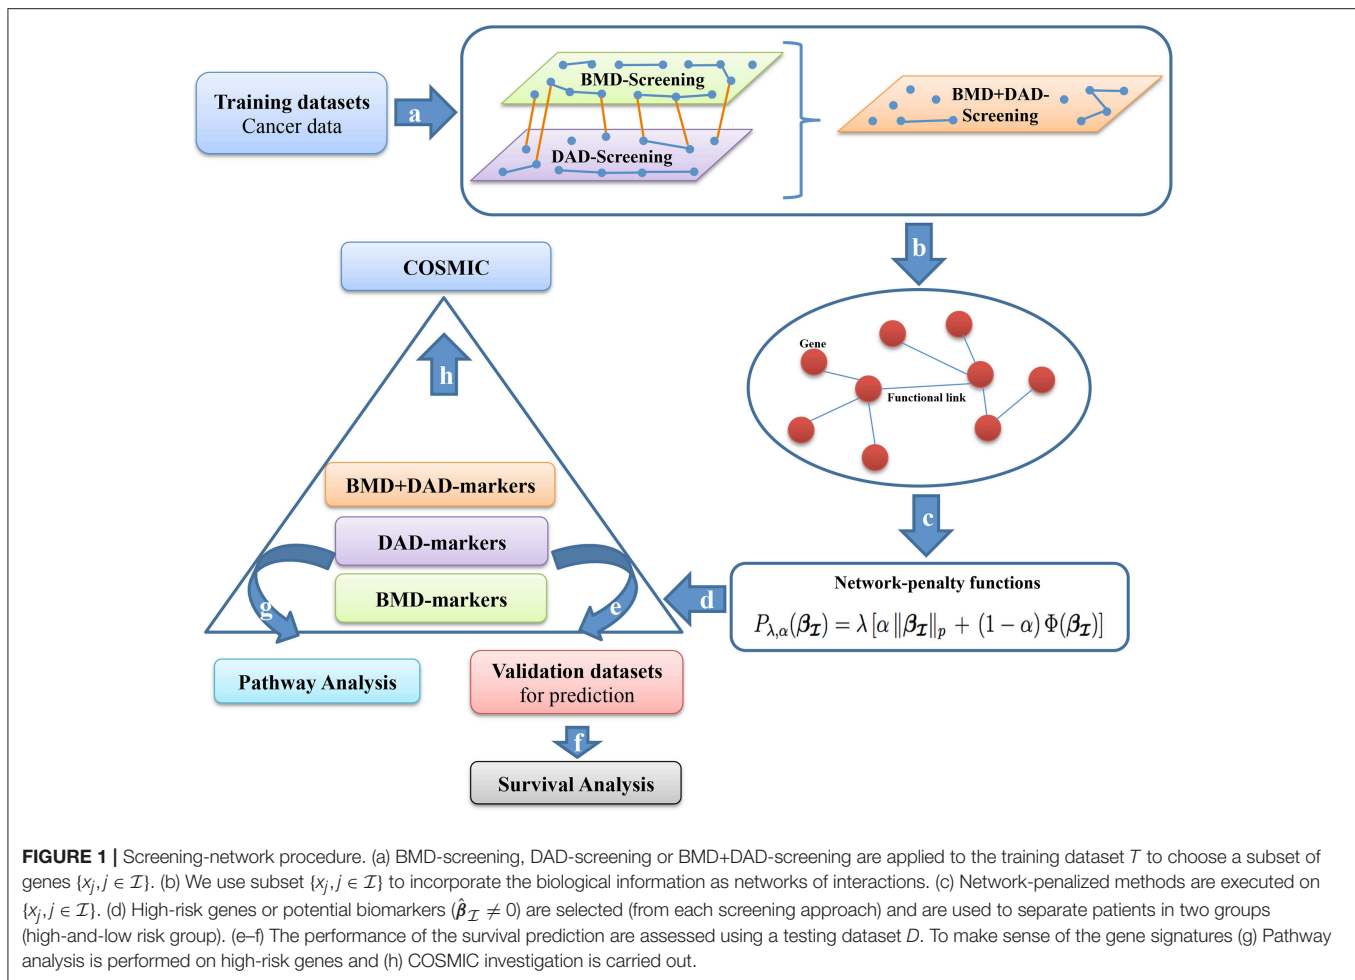 Training datasets
Cancer data
a
BMD-Screening
DAD-Screening
BMD+DAD-
Screening
b
COSMIC
h
Gene
Functional link
c
BMD+DAD-markers
DAD-markers
BMD-markers
g
e
d
Network-penalty functions
P_{λ,α}(β_𝓘) = λ [α ‖β_𝓘‖_p + (1 − α) Φ(β_𝓘)]
Pathway Analysis
Validation datasets
for prediction
f
Survival Analysis
FIGURE 1 | Screening-network procedure. (a) BMD-screening, DAD-screening or BMD+DAD-screening are applied to the training dataset T to choose a subset of
genes {x_j, j ∈ 𝓘}. (b) We use subset {x_j, j ∈ 𝓘} to incorporate the biological information as networks of interactions. (c) Network-penalized methods are executed on
{x_j, j ∈ 𝓘}. (d) High-risk genes or potential biomarkers (β̂_𝓘 ≠ 0) are selected (from each screening approach) and are used to separate patients in two groups
(high-and-low risk group). (e–f) The performance of the survival prediction are assessed using a testing dataset D. To make sense of the gene signatures (g) Pathway
analysis is performed on high-risk genes and (h) COSMIC investigation is carried out.